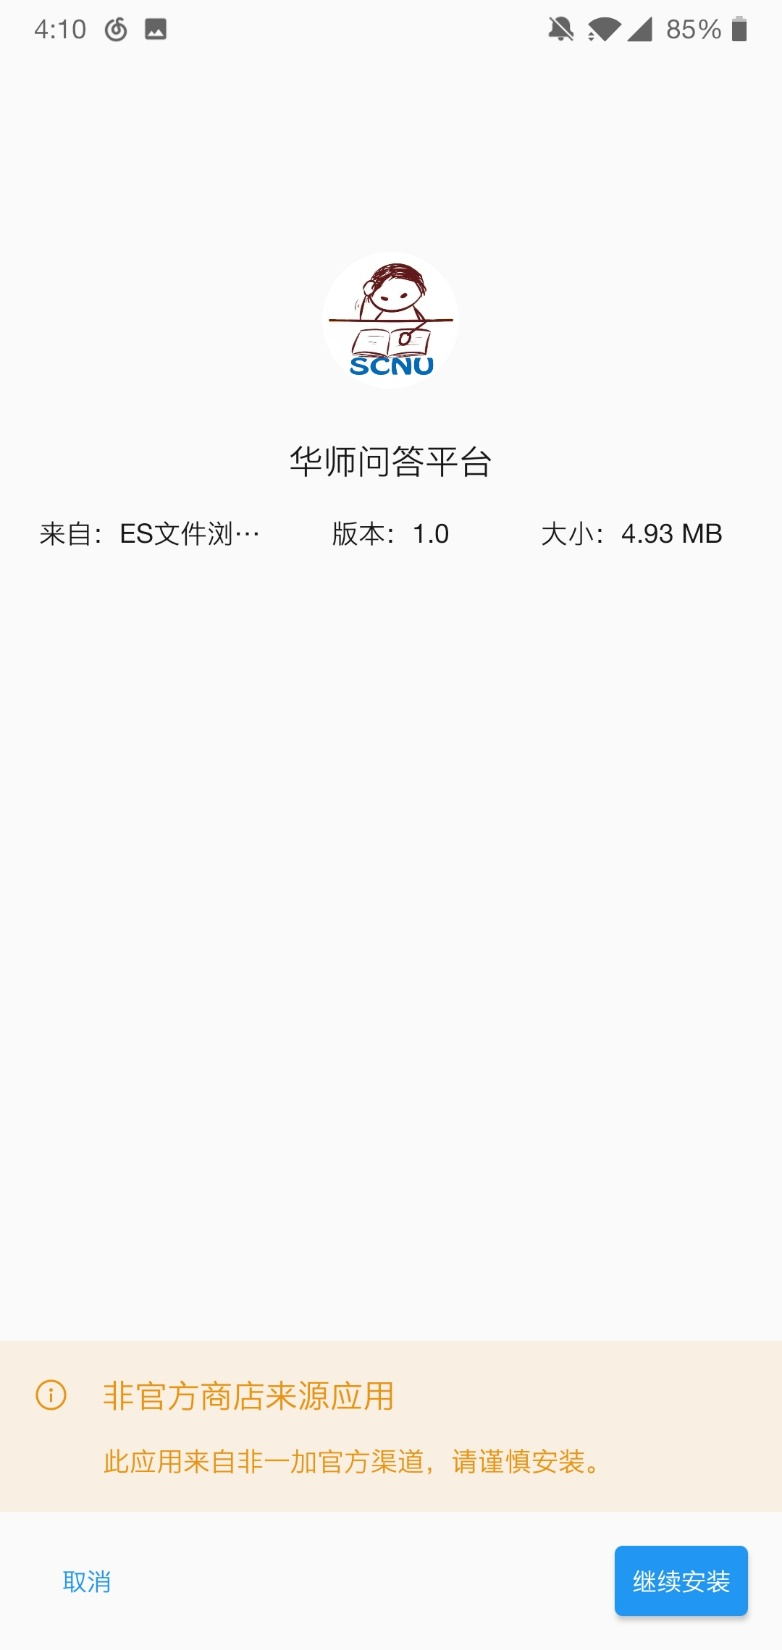 4:10 85%
SCNU
华师问答平台
来自：ES文件浏… 版本：1.0 大小：4.93 MB
非官方商店来源应用
此应用来自非一加官方渠道，请谨慎安装。
取消 继续安装